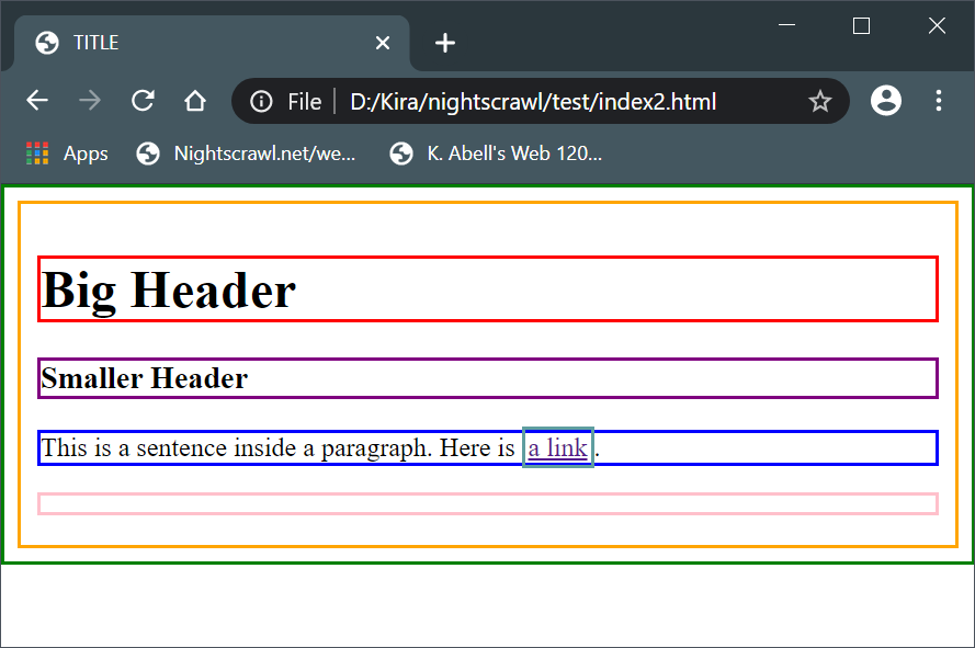 TITLE
File D:/Kira/nightscrawl/test/index2.html
Apps Nightscrawl.net/we... K. Abell's Web 120...
Big Header
Smaller Header
This is a sentence inside a paragraph. Here is a link.